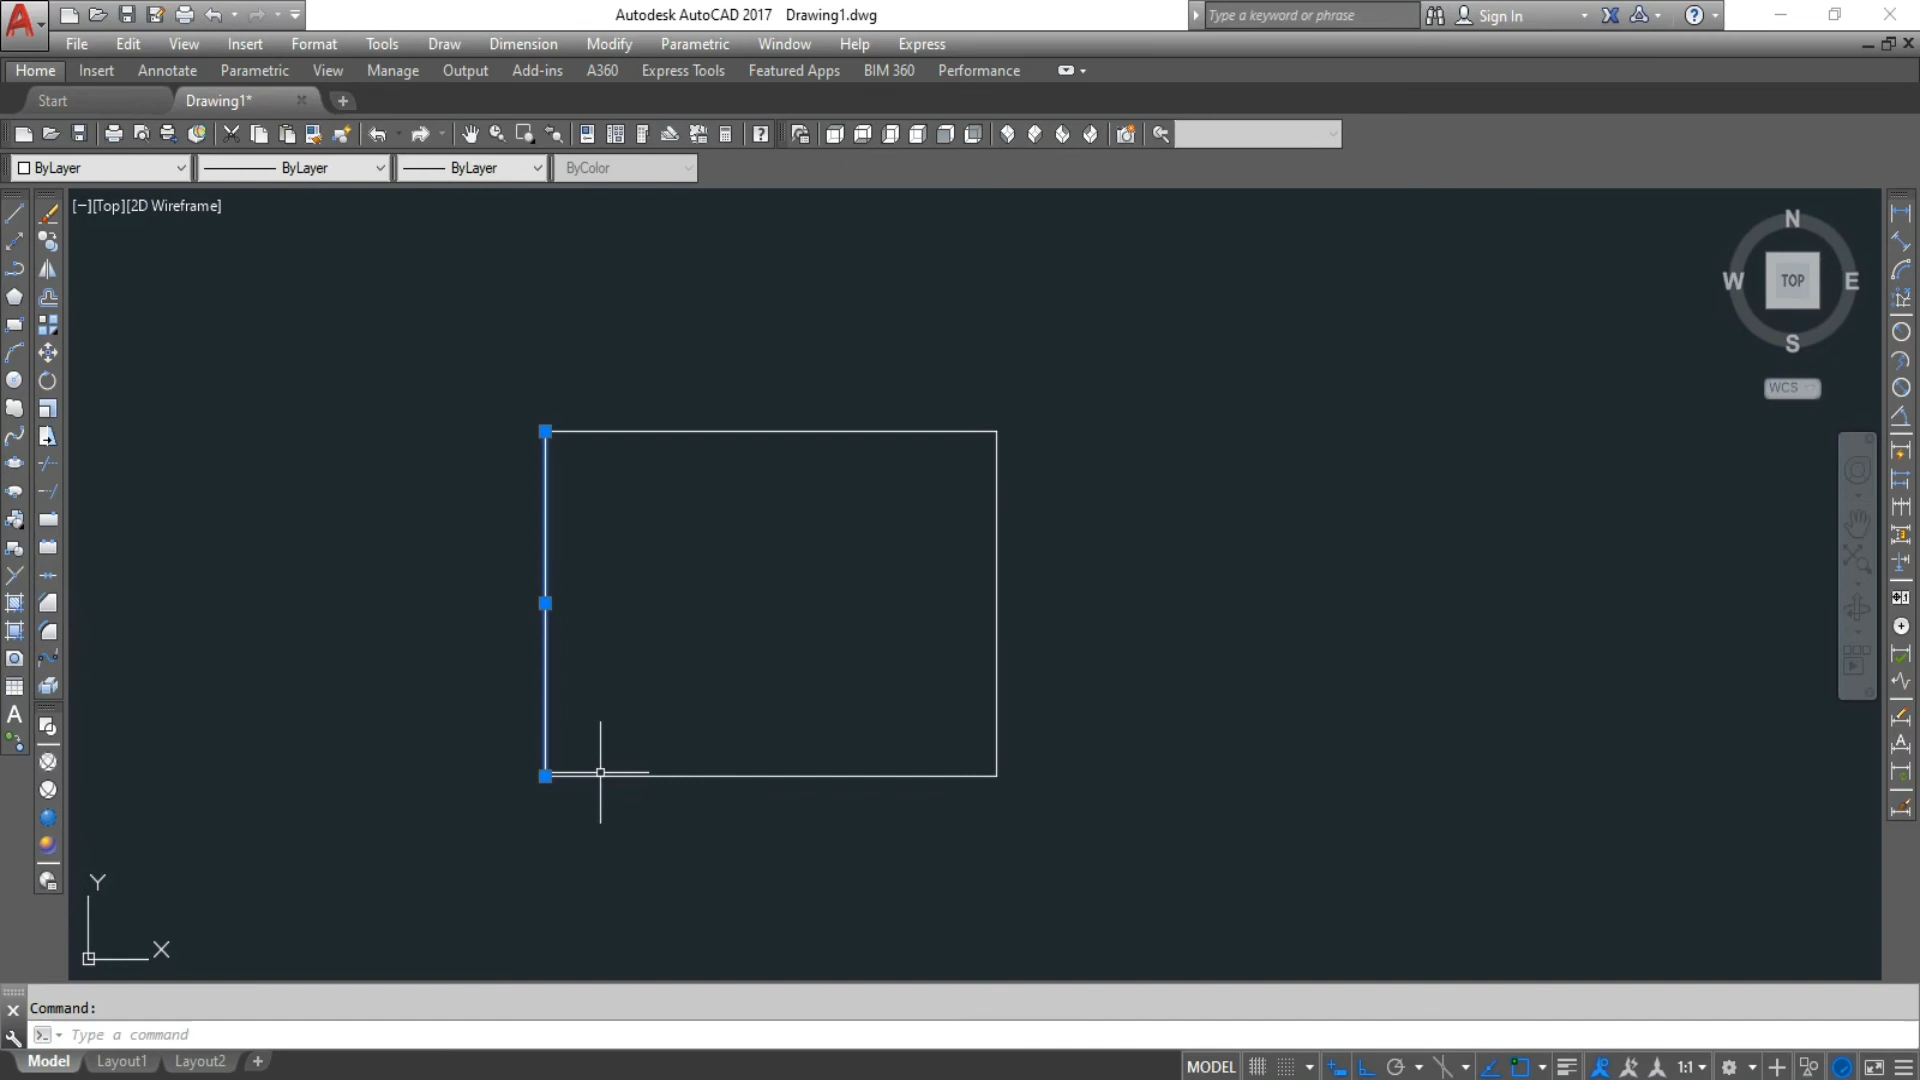 Autodesk AutoCAD 2017 Drawing1.dwg
Type a keyword or phrase
Sign In
File Edit View Insert Format Tools Draw Dimension Modify Parametric Window Help Express
Home Insert Annotate Parametric View Manage Output Add-ins A360 Express Tools Featured Apps BIM 360 Performance
Start Drawing1*
ByLayer ByLayer ByLayer ByColor
[−][Top][2D Wireframe]
N
W TOP E
S
WCS
Y
X
Command:
Type a command
Model Layout1 Layout2
MODEL 1:1